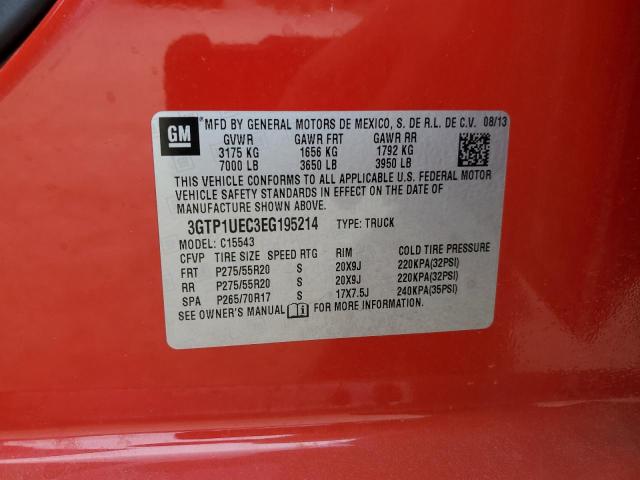 GM
®MFD BY GENERAL MOTORS DE MEXICO, S. DE R.L. DE C.V. 08/13
GVWR GAWR FRT GAWR RR
3175 KG 1656 KG 1792 KG
7000 LB 3650 LB 3950 LB
THIS VEHICLE CONFORMS TO ALL APPLICABLE U.S. FEDERAL MOTOR
VEHICLE SAFETY STANDARDS IN EFFECT ON THE DATE OF
MANUFACTURE SHOWN ABOVE.
3GTP1UEC3EG195214 TYPE: TRUCK
MODEL: C15543
CFVP TIRE SIZE SPEED RTG RIM COLD TIRE PRESSURE
FRT P275/55R20 S 20X9J 220KPA(32PSI)
RR P275/55R20 S 20X9J 220KPA(32PSI)
SPA P265/70R17 S 17X7.5J 240KPA(35PSI)
SEE OWNER'S MANUAL FOR MORE INFORMATION.